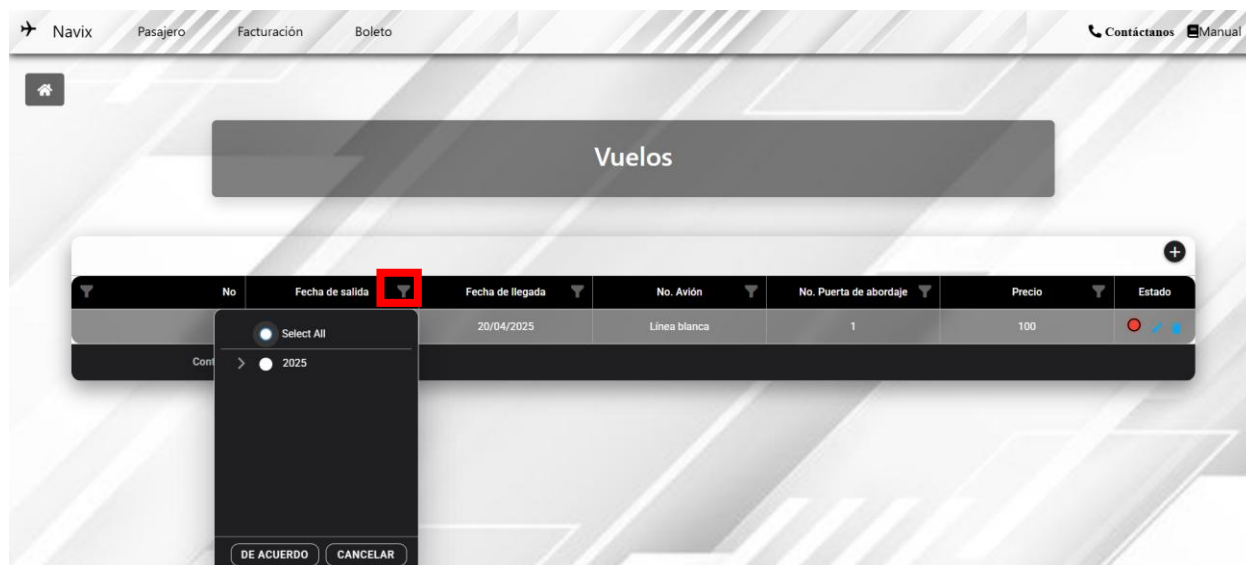 Navix Pasajero Facturación Boleto Contáctanos Manual
Vuelos
No Fecha de salida Fecha de llegada No. Avión No. Puerta de abordaje Precio Estado
20/04/2025 Línea blanca 1 100
Select All
Cont
2025
DE ACUERDO CANCELAR